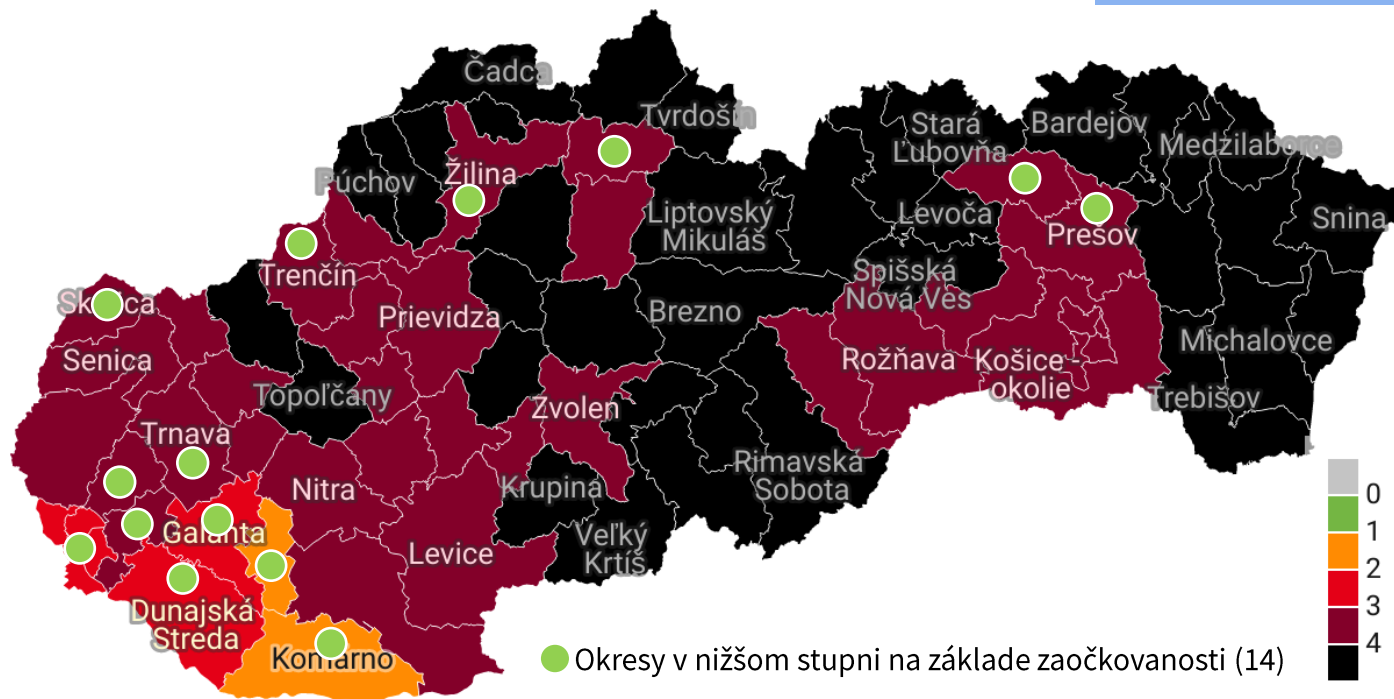 Čadca
Tvrdošín
Stará
Ľubovňa
Bardejov
Medzilaborce
Púchov
Žilina
Liptovský
Mikuláš
Levoča
Prešov
Snina
Trenčín
Spišská
Nová Ves
Skalica
Prievidza
Brezno
Senica
Rožňava
Košice-
okolie
Michalovce
Topoľčany
Zvolen
Trebišov
Trnava
Nitra
Krupina
Rimavská
Sobota
Galanta
Levice
Veľký
Krtíš
Dunajská
Streda
Komárno
Okresy v nižšom stupni na základe zaočkovanosti (14)
0
1
2
3
4